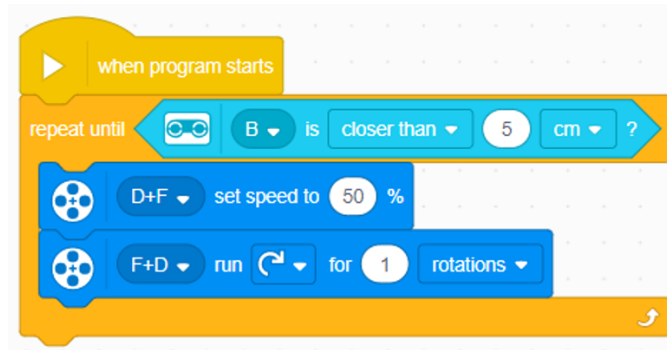 when program starts
repeat until B is closer than 5 cm ?
D+F set speed to 50 %
F+D run for 1 rotations